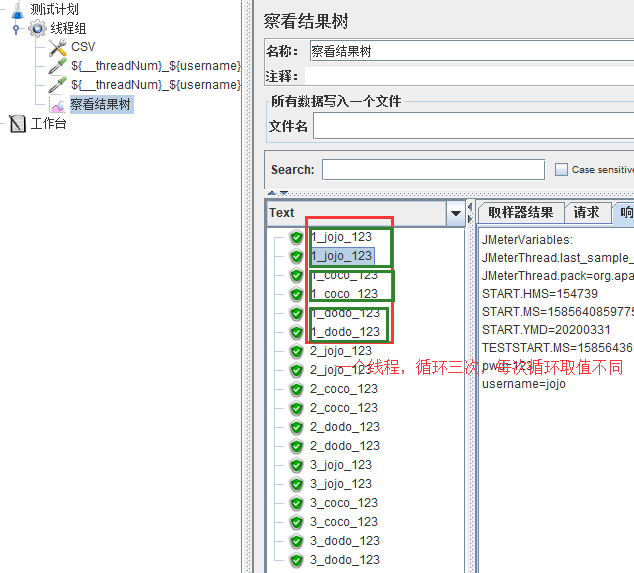 测试计划
线程组
CSV
${__threadNum}_${username}
${__threadNum}_${username}
察看结果树
工作台
察看结果树
名称：
察看结果树
注释：
所有数据写入一个文件
文件名
Search:
Case sensitive
Text
1_jojo_123
1_jojo_123
1_coco_123
1_coco_123
1_dodo_123
1_dodo_123
2_jojo_123
2_jojo_123
2_coco_123
2_coco_123
2_dodo_123
2_dodo_123
3_jojo_123
3_jojo_123
3_coco_123
3_coco_123
3_dodo_123
3_dodo_123
取样器结果
请求
响
JMeterVariables:
JMeterThread.last_sample_
JMeterThread.pack=org.apa
START.HMS=154739
START.MS=1585640859775
START.YMD=20200331
TESTSTART.MS=15856436
pwd=123
username=jojo
一个线程，循环三次，每次循环取值不同